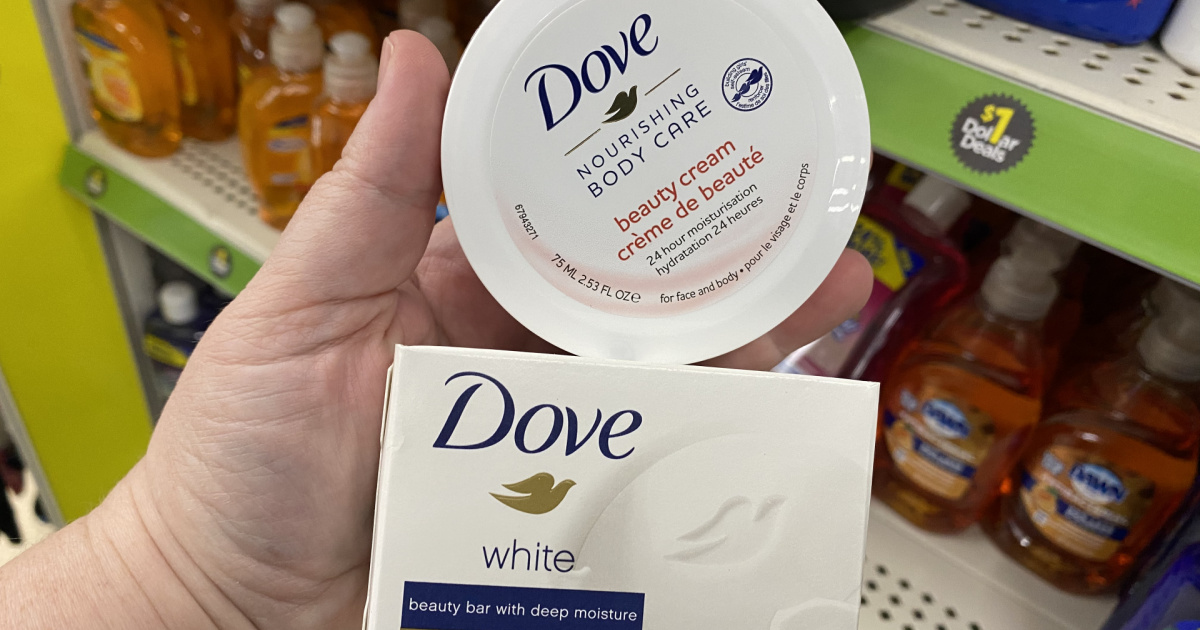 Dove
NOURISHING
BODY CARE
beauty cream
crème de beauté
24 hour moisturisation
hydratation 24 heures
67943271
75 ML 2.53 FL OZ℮
for face and body • pour le visage et le corps
Dove
white
beauty bar with deep moisture
$1
Dollar
Deals
DAWN
DAWN